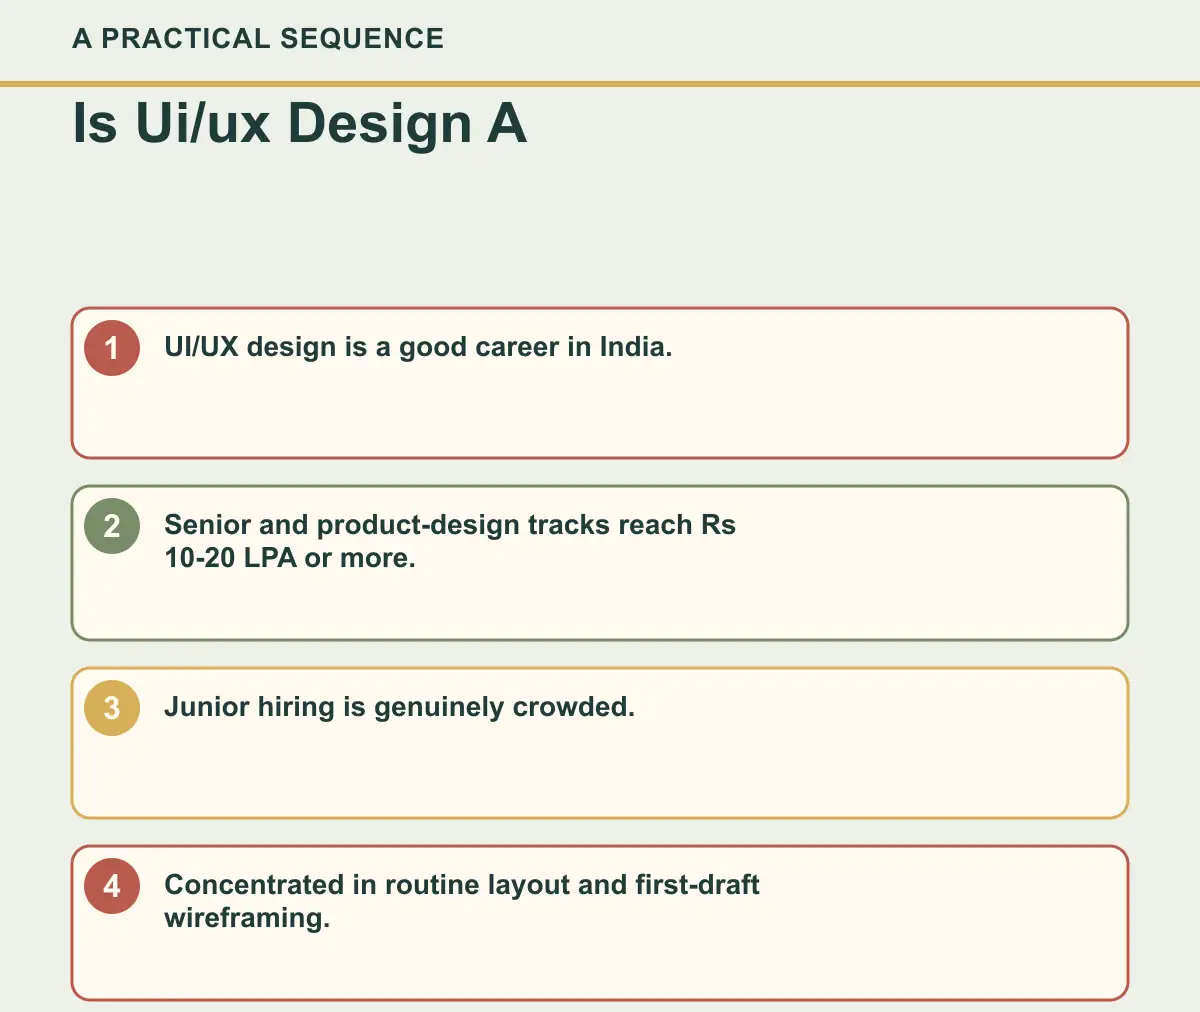 A PRACTICAL SEQUENCE
Is Ui/ux Design A
1
UI/UX design is a good career in India.
2
Senior and product-design tracks reach Rs
10-20 LPA or more.
3
Junior hiring is genuinely crowded.
4
Concentrated in routine layout and first-draft
wireframing.